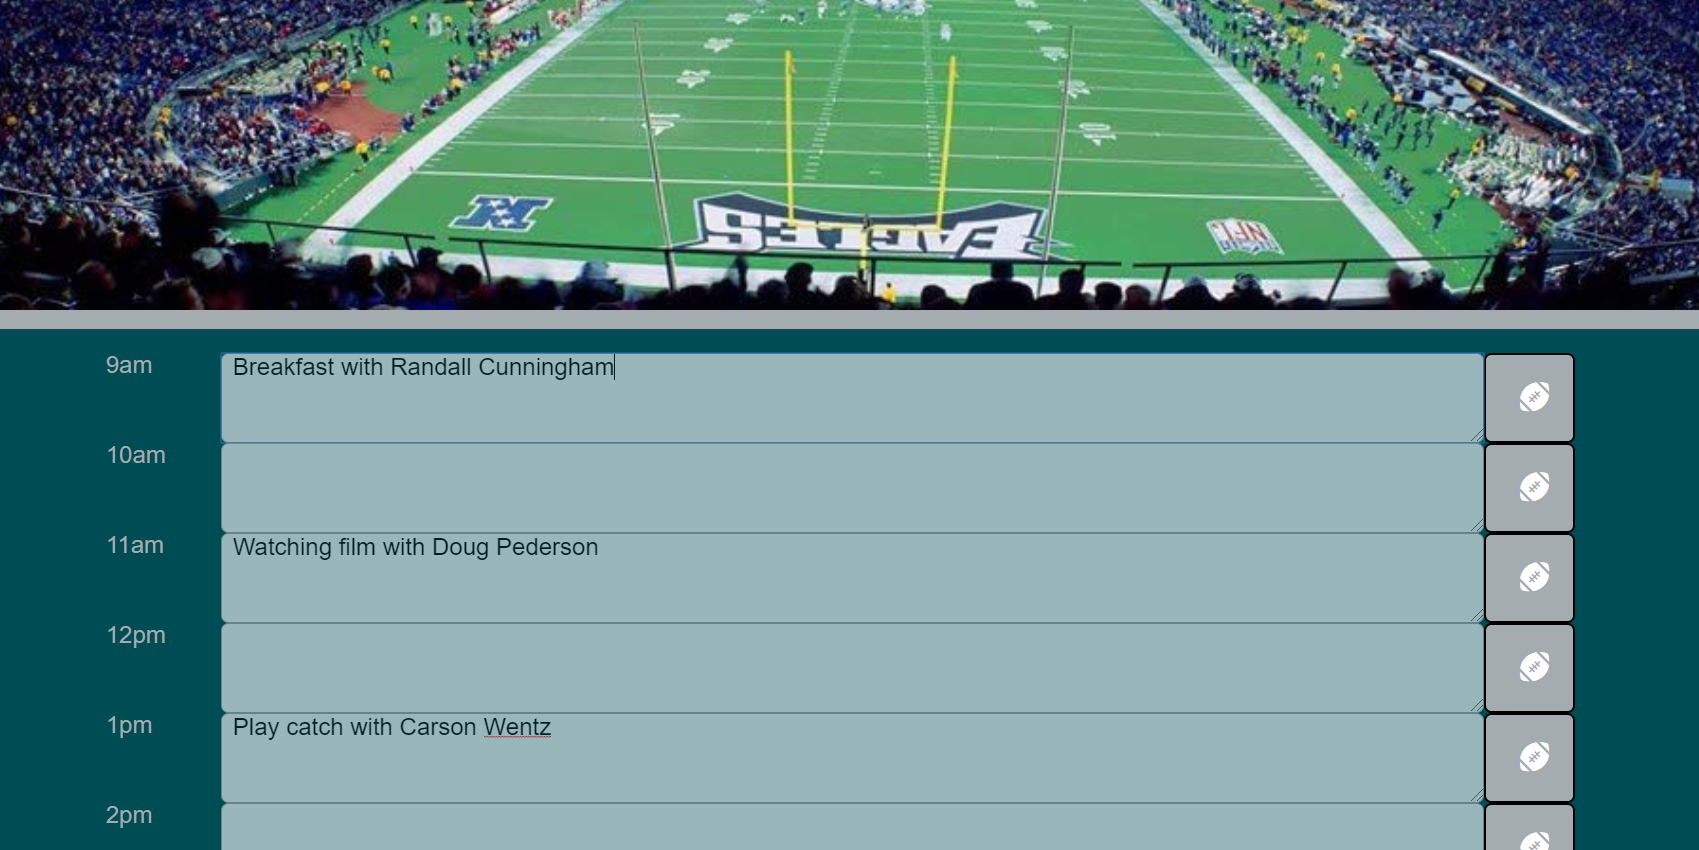 EAGLES
NFL
9am
Breakfast with Randall Cunningham
10am
11am
Watching film with Doug Pederson
12pm
1pm
Play catch with Carson Wentz
2pm